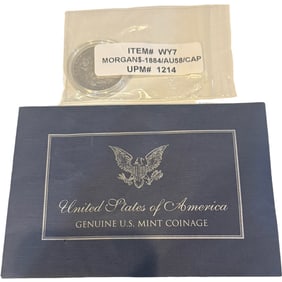 ITEM# WY7
MORGAN$-1884/AU58/CAP
UPM# 1214
United States of America
GENUINE U.S. MINT COINAGE